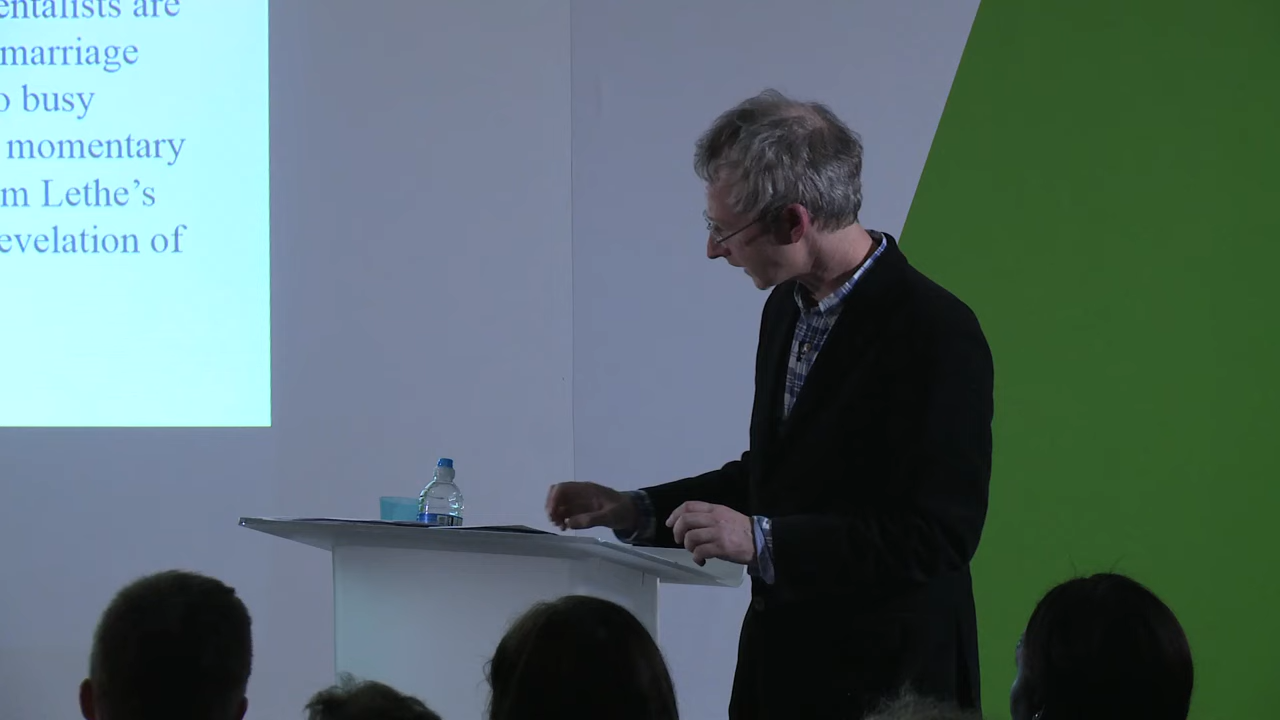 entalists are
marriage
o busy
momentary
m Lethe’s
evelation of